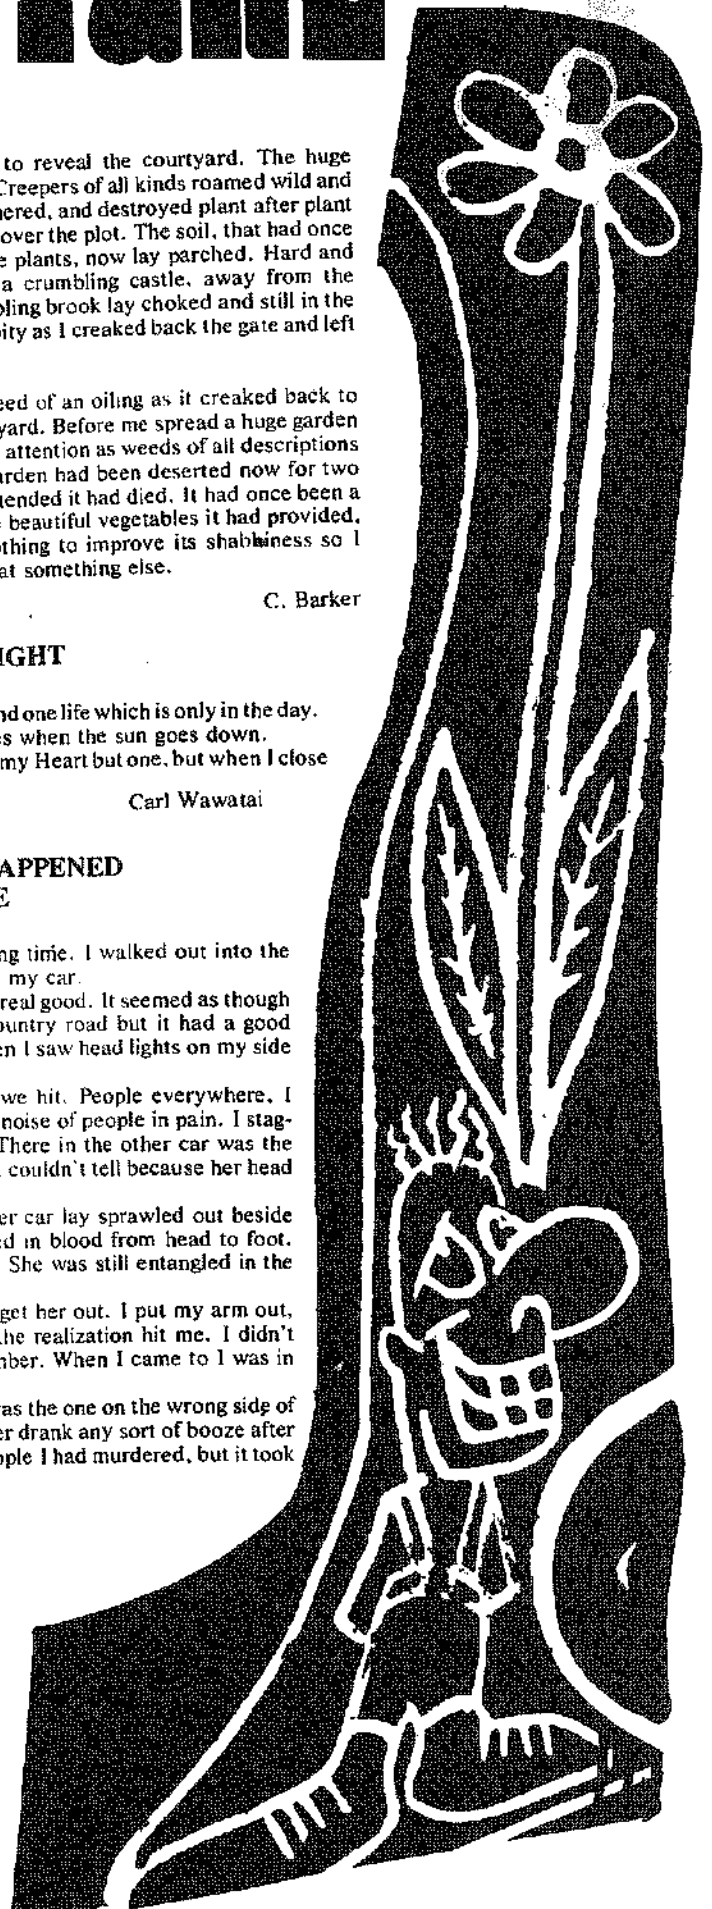 to reveal the courtyard. The huge
Creepers of all kinds roamed wild and
ered, and destroyed plant after plant
over the plot. The soil, that had once
e plants, now lay parched. Hard and
a crumbling castle, away from the
bling brook lay choked and still in the
ity as I creaked back the gate and left
eed of an oiling as it creaked back to
yard. Before me spread a huge garden
attention as weeds of all descriptions
arden had been deserted now for two
tended it had died. It had once been a
beautiful vegetables it had provided,
thing to improve its shabbiness so I
at something else.
C. Barker
IGHT
nd one life which is only in the day.
s when the sun goes down.
my Heart but one, but when I close
Carl Wawatai
APPENED
E
ng time. I walked out into the
my car.
real good. It seemed as though
ountry road but it had a good
en I saw head lights on my side
we hit. People everywhere, I
noise of people in pain. I stag-
There in the other car was the
couldn't tell because her head
er car lay sprawled out beside
ed in blood from head to foot.
She was still entangled in the
get her out. I put my arm out,
he realization hit me. I didn't
nber. When I came to I was in
as the one on the wrong side of
er drank any sort of booze after
ople I had murdered, but it took